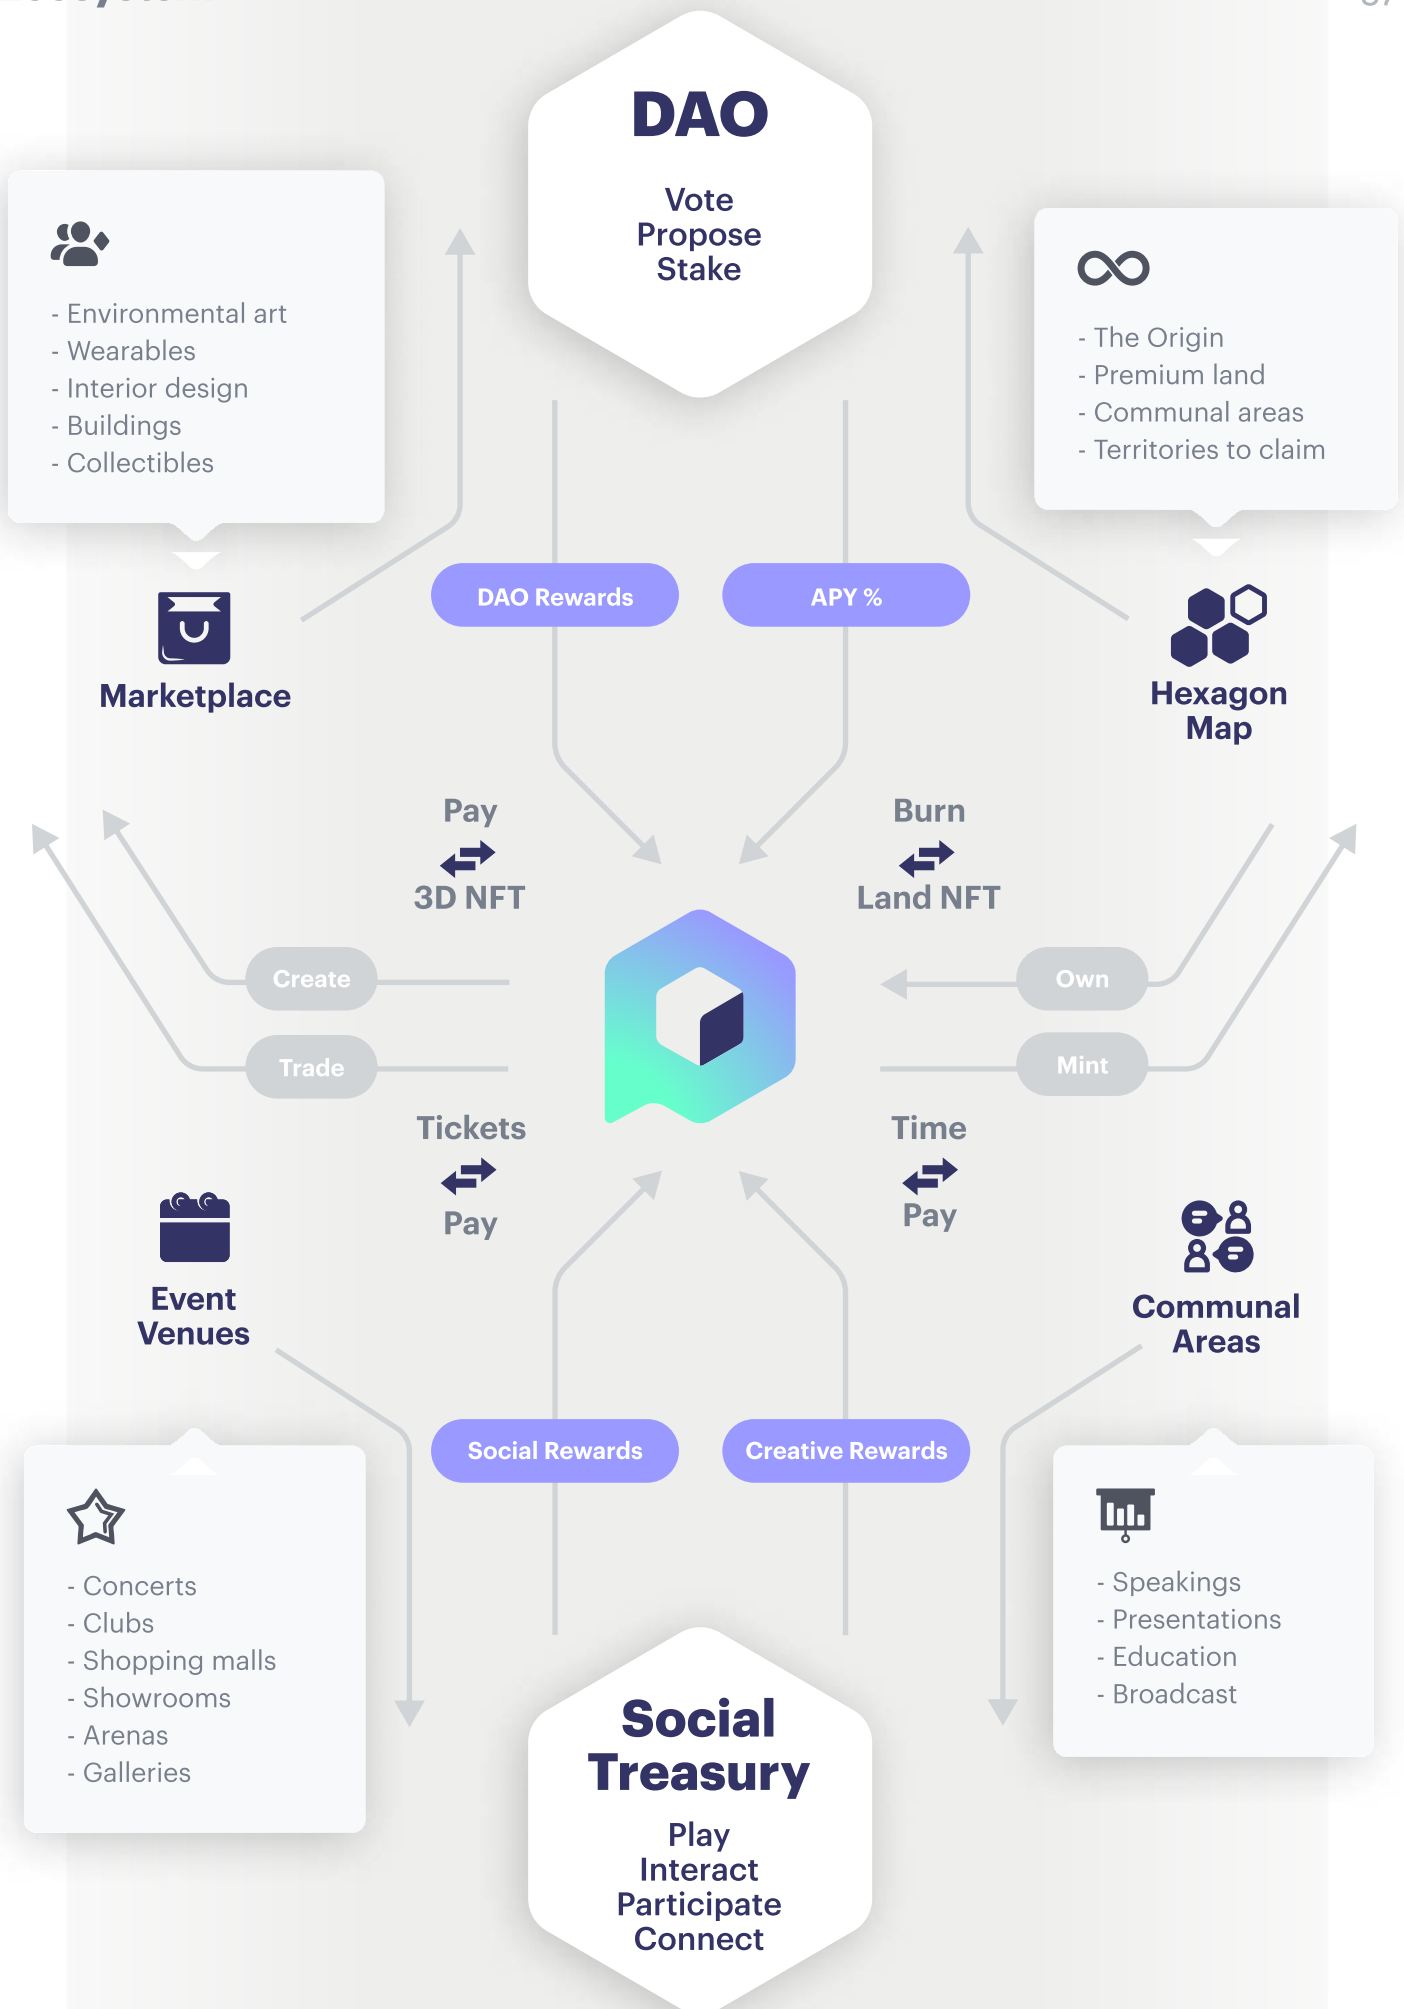 DAO
Vote
Propose
Stake
- Environmental art
- Wearables
- Interior design
- Buildings
- Collectibles
- The Origin
- Premium land
- Communal areas
- Territories to claim
DAO Rewards
APY %
Marketplace
Hexagon
Map
Pay
3D NFT
Burn
Land NFT
Create
Trade
Own
Mint
Tickets
Pay
Time
Pay
Event
Venues
Communal
Areas
Social Rewards
Creative Rewards
- Concerts
- Clubs
- Shopping malls
- Showrooms
- Arenas
- Galleries
- Speakings
- Presentations
- Education
- Broadcast
Social
Treasury
Play
Interact
Participate
Connect